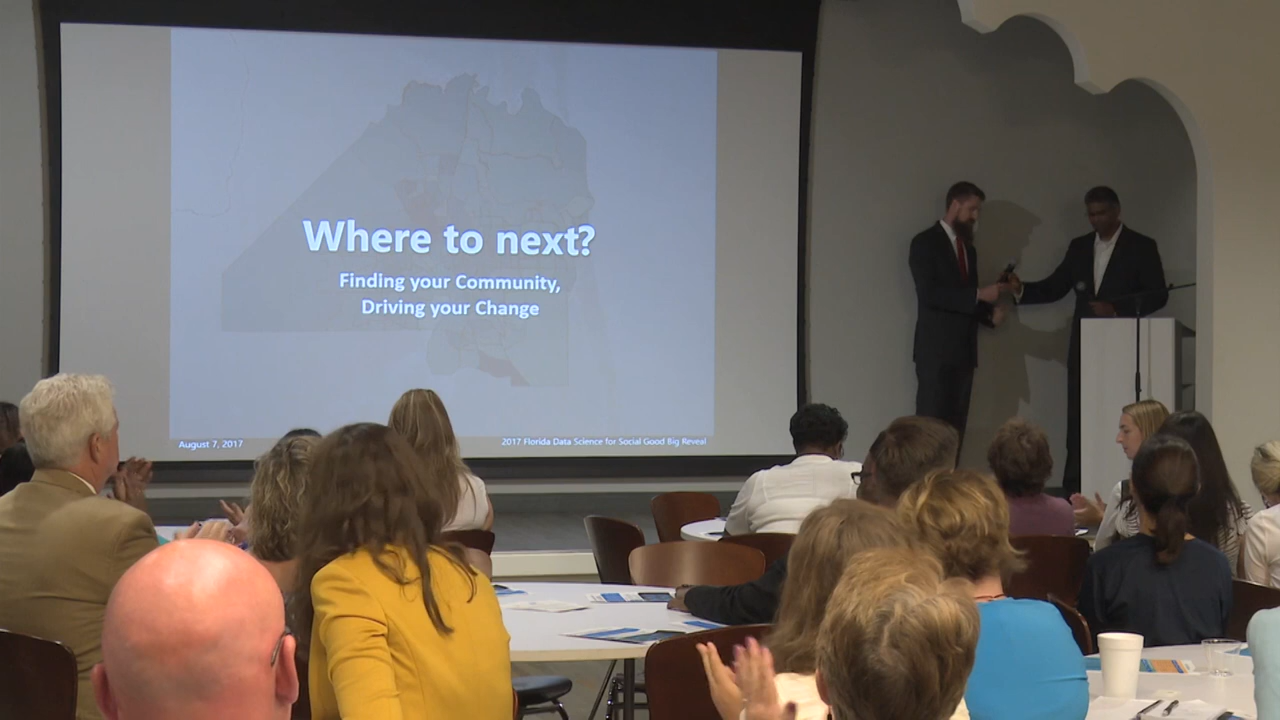 Where to next?
Finding your Community,
Driving your Change
August 7, 2017
2017 Florida Data Science for Social Good Big Reveal